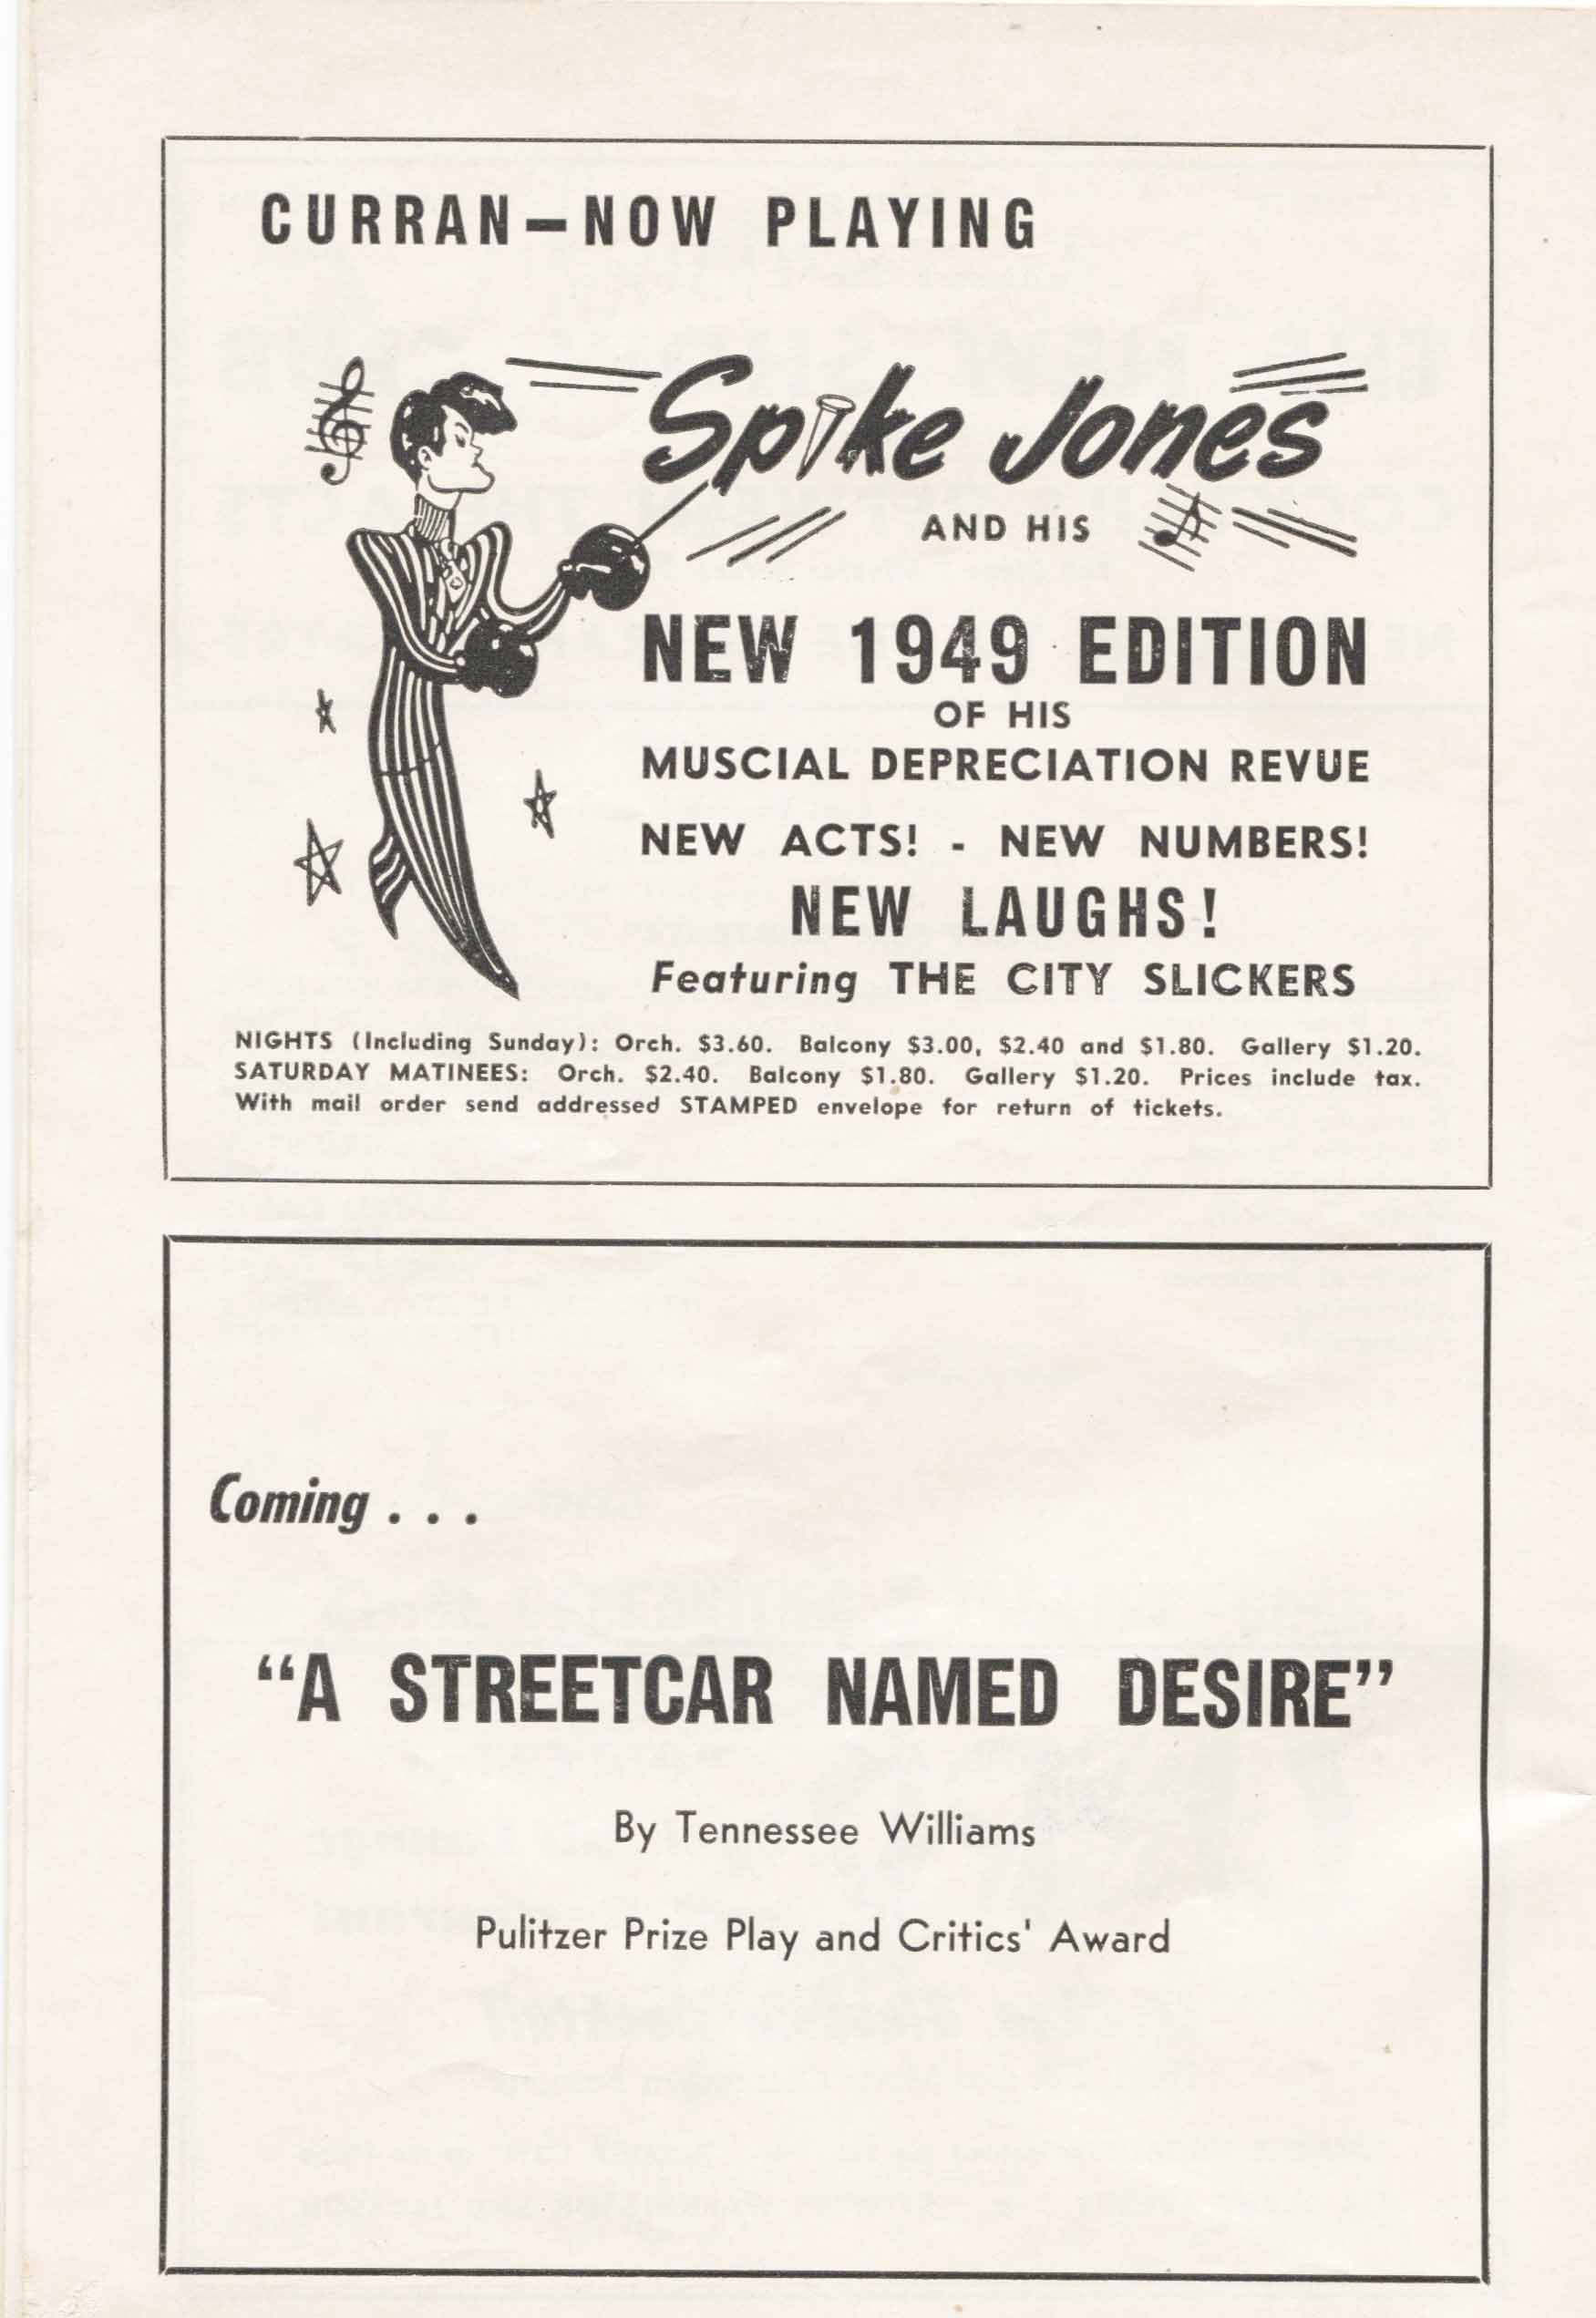 CURRAN—NOW PLAYING
Spike Jones
AND HIS
NEW 1949 EDITION
OF HIS
MUSCIAL DEPRECIATION REVUE
NEW ACTS! - NEW NUMBERS!
NEW LAUGHS!
Featuring THE CITY SLICKERS
NIGHTS (Including Sunday): Orch. $3.60. Balcony $3.00, $2.40 and $1.80. Gallery $1.20.
SATURDAY MATINEES: Orch. $2.40. Balcony $1.80. Gallery $1.20. Prices include tax.
With mail order send addressed STAMPED envelope for return of tickets.
Coming . . .
“A STREETCAR NAMED DESIRE”
By Tennessee Williams
Pulitzer Prize Play and Critics' Award